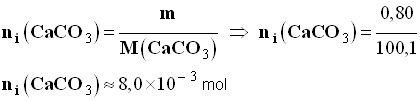 nᵢ(CaCO₃) = m / M(CaCO₃) ⇒ nᵢ(CaCO₃) = 0,80 / 100,1
nᵢ(CaCO₃) ≈ 8,0×10⁻³ mol